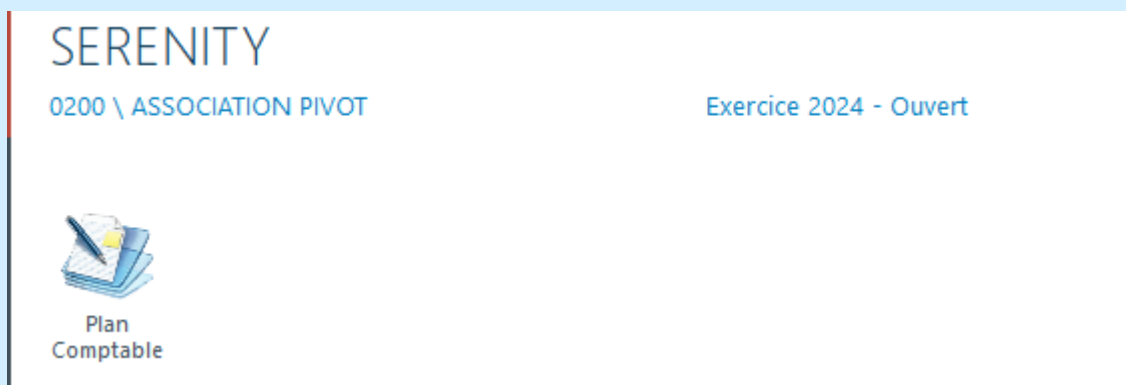 SERENITY
0200 \ ASSOCIATION PIVOT
Exercice 2024 - Ouvert
Plan
Comptable